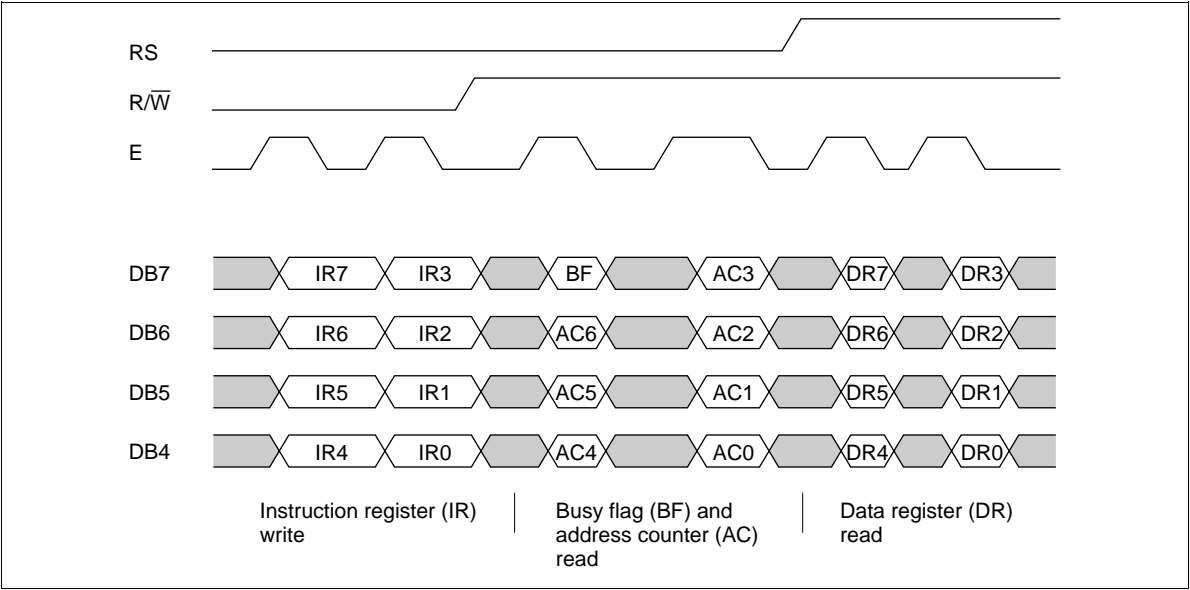 RS
R/W̅
E
DB7 IR7 IR3 BF AC3 DR7 DR3
DB6 IR6 IR2 AC6 AC2 DR6 DR2
DB5 IR5 IR1 AC5 AC1 DR5 DR1
DB4 IR4 IR0 AC4 AC0 DR4 DR0
Instruction register (IR)
write
Busy flag (BF) and
address counter (AC)
read
Data register (DR)
read